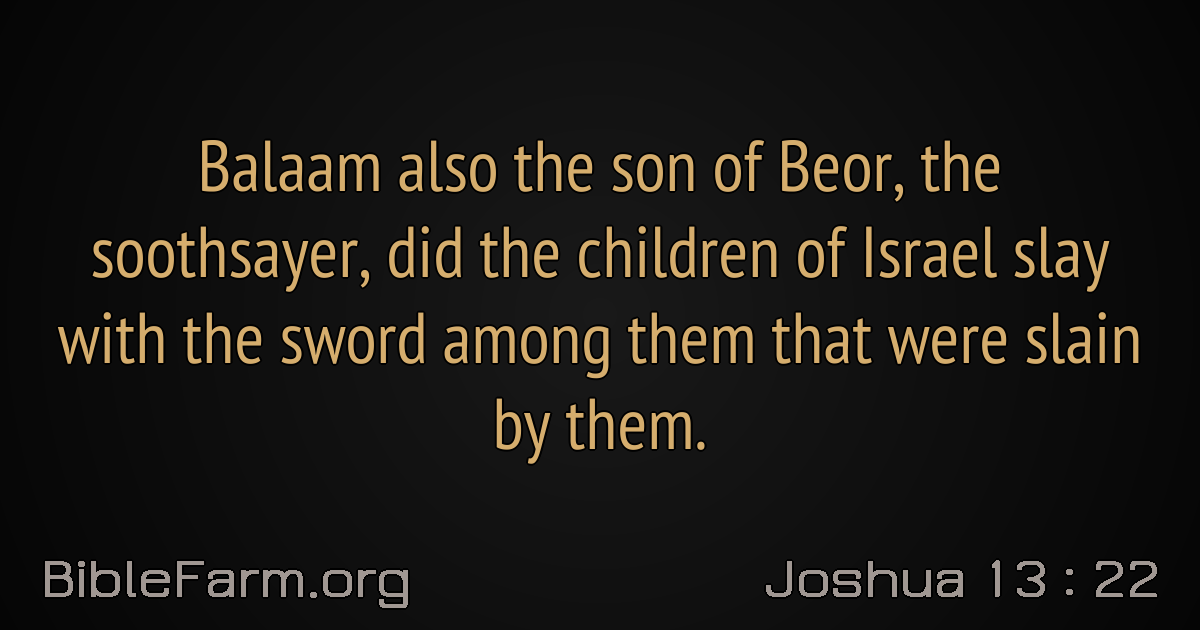 Balaam also the son of Beor, the
soothsayer, did the children of Israel slay
with the sword among them that were slain
by them.
BibleFarm.org
Joshua 13 : 22